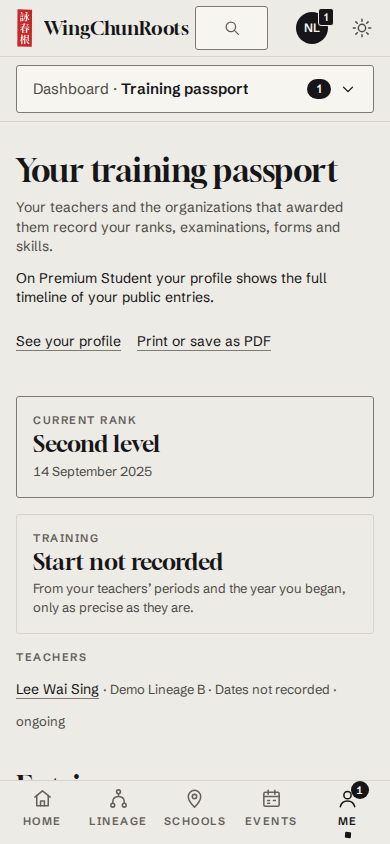 詠春根
WingChunRoots
NL
1
Dashboard · Training passport
1
Your training passport
Your teachers and the organizations that awarded
them record your ranks, examinations, forms and
skills.
On Premium Student your profile shows the full
timeline of your public entries.
See your profile
Print or save as PDF
CURRENT RANK
Second level
14 September 2025
TRAINING
Start not recorded
From your teachers’ periods and the year you began,
only as precise as they are.
TEACHERS
Lee Wai Sing · Demo Lineage B · Dates not recorded ·
ongoing
1
HOME
LINEAGE
SCHOOLS
EVENTS
ME